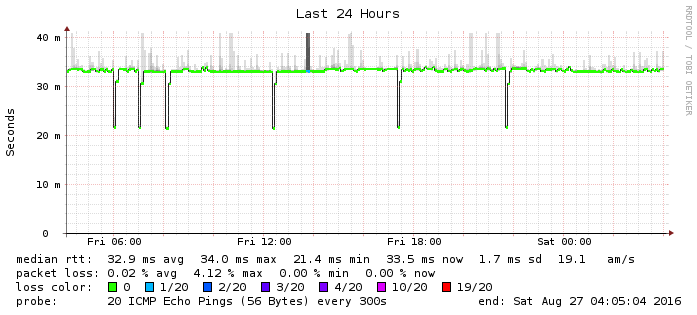 Last 24 Hours
RRDTOOL / TOBI OETIKER
Seconds
40 m
30 m
20 m
10 m
0
Fri 06:00 Fri 12:00 Fri 18:00 Sat 00:00
median rtt: 32.9 ms avg 34.0 ms max 21.4 ms min 33.5 ms now 1.7 ms sd 19.1 am/s
packet loss: 0.02 % avg 4.12 % max 0.00 % min 0.00 % now
loss color: 0 1/20 2/20 3/20 4/20 10/20 19/20
probe: 20 ICMP Echo Pings (56 Bytes) every 300s end: Sat Aug 27 04:05:04 2016